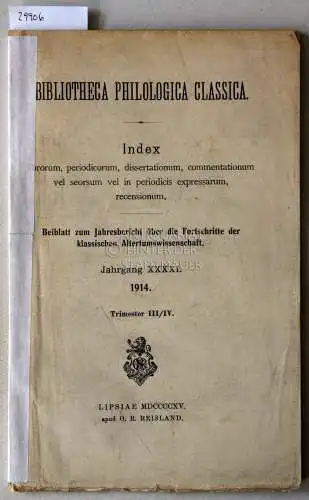 29906
BIBLIOTHECA PHILOLOGICA CLASSICA.
Index
brorum, periodicorum, dissertationum, commentationum
vel seorsum vel in periodicis expressarum,
recensionum.
Beiblatt zum Jahresbericht über die Fortschritte der
klassischen Altertumswissenschaft.
Jahrgang XXXXI.
1914.
Trimester III/IV.
LIPSIAE MDCCCCXV.
apud O. R. REISLAND.